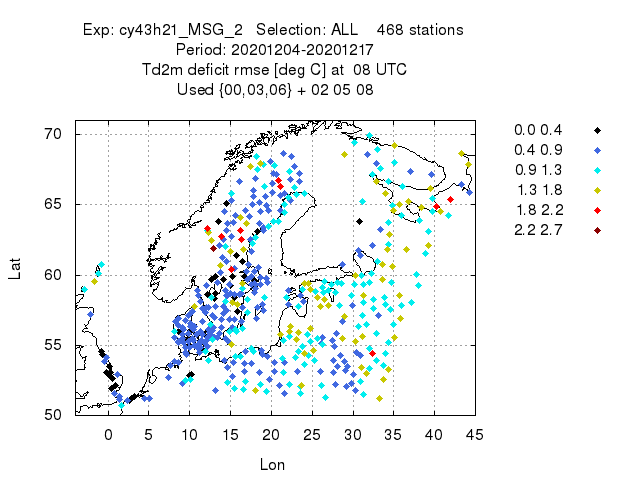 Exp: cy43h21_MSG_2 Selection: ALL 468 stations
Period: 20201204-20201217
Td2m deficit rmse [deg C] at 08 UTC
Used {00,03,06} + 02 05 08
70
65
60
55
50
Lat
0 5 10 15 20 25 30 35 40 45
Lon
0.0 0.4
0.4 0.9
0.9 1.3
1.3 1.8
1.8 2.2
2.2 2.7